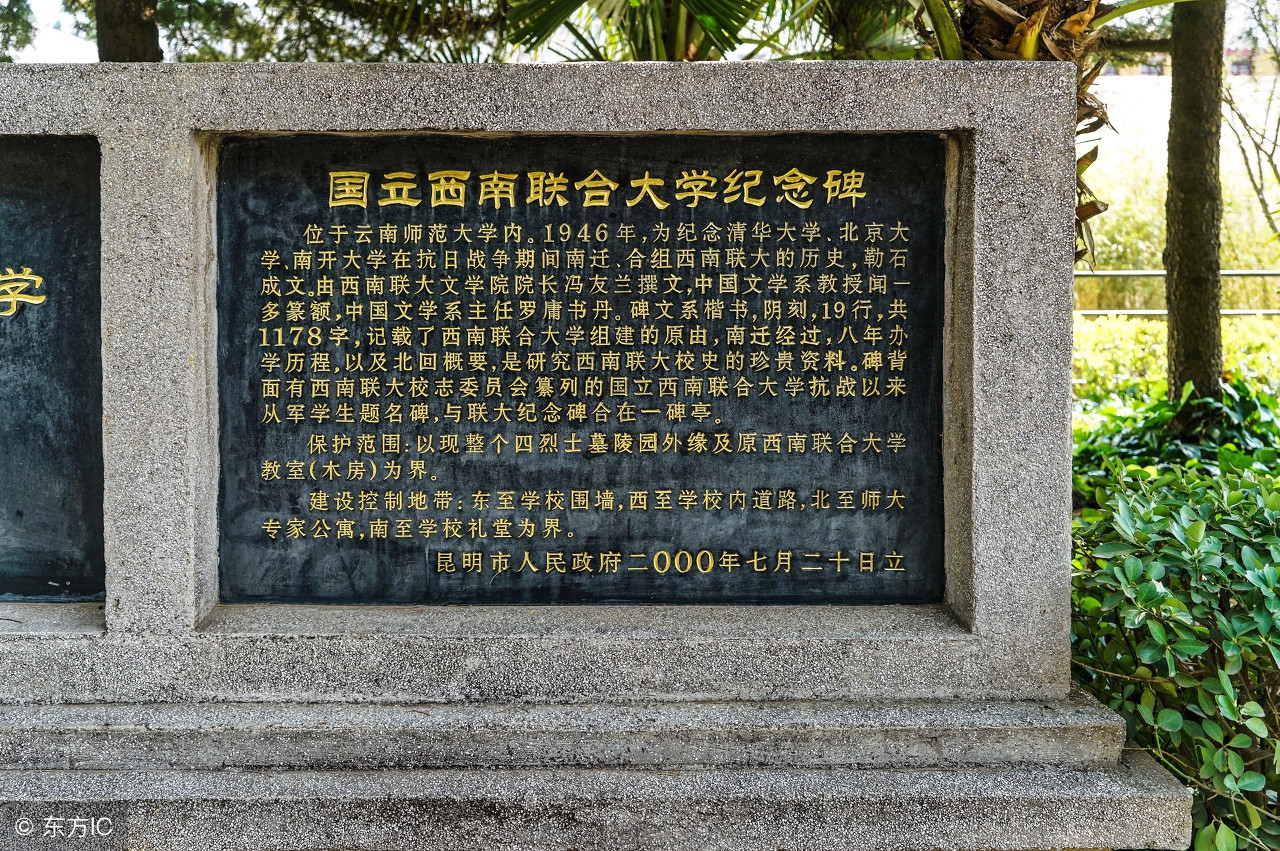 学
国立西南联合大学纪念碑
位于云南师范大学内。1946年,为纪念清华大学、北京大
学、南开大学在抗日战争期间南迁、合组西南联大的历史,勒石
成文。由西南联大文学院院长冯友兰撰文,中国文学系教授闻一
多篆额,中国文学系主任罗庸书丹。碑文系楷书,阴刻,19行,共
1178字,记载了西南联合大学组建的原由,南迁经过,八年办
学历程,以及北回概要,是研究西南联大校史的珍贵资料。碑背
面有西南联大校志委员会纂列的国立西南联合大学抗战以来
从军学生题名碑,与联大纪念碑合在一碑亭。
保护范围:以现整个四烈士墓陵园外缘及原西南联合大学
教室(木房)为界。
建设控制地带:东至学校围墙,西至学校内道路,北至师大
专家公寓,南至学校礼堂为界。
昆明市人民政府二000年七月二十日立
© 东方IC